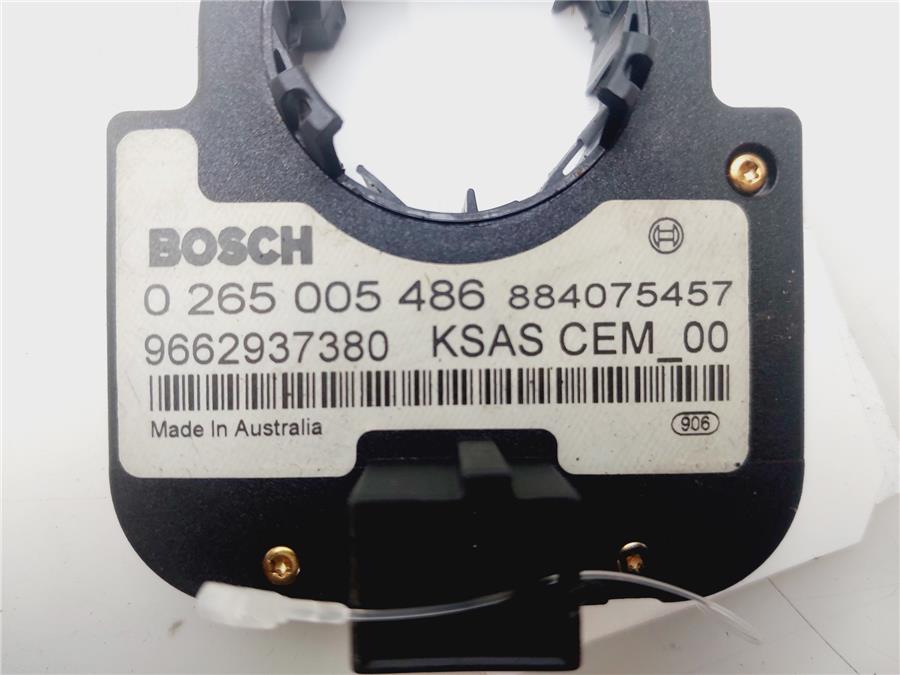 BOSCH
0 265 005 486 884075457
9662937380 KSAS CEM_00
Made In Australia
906